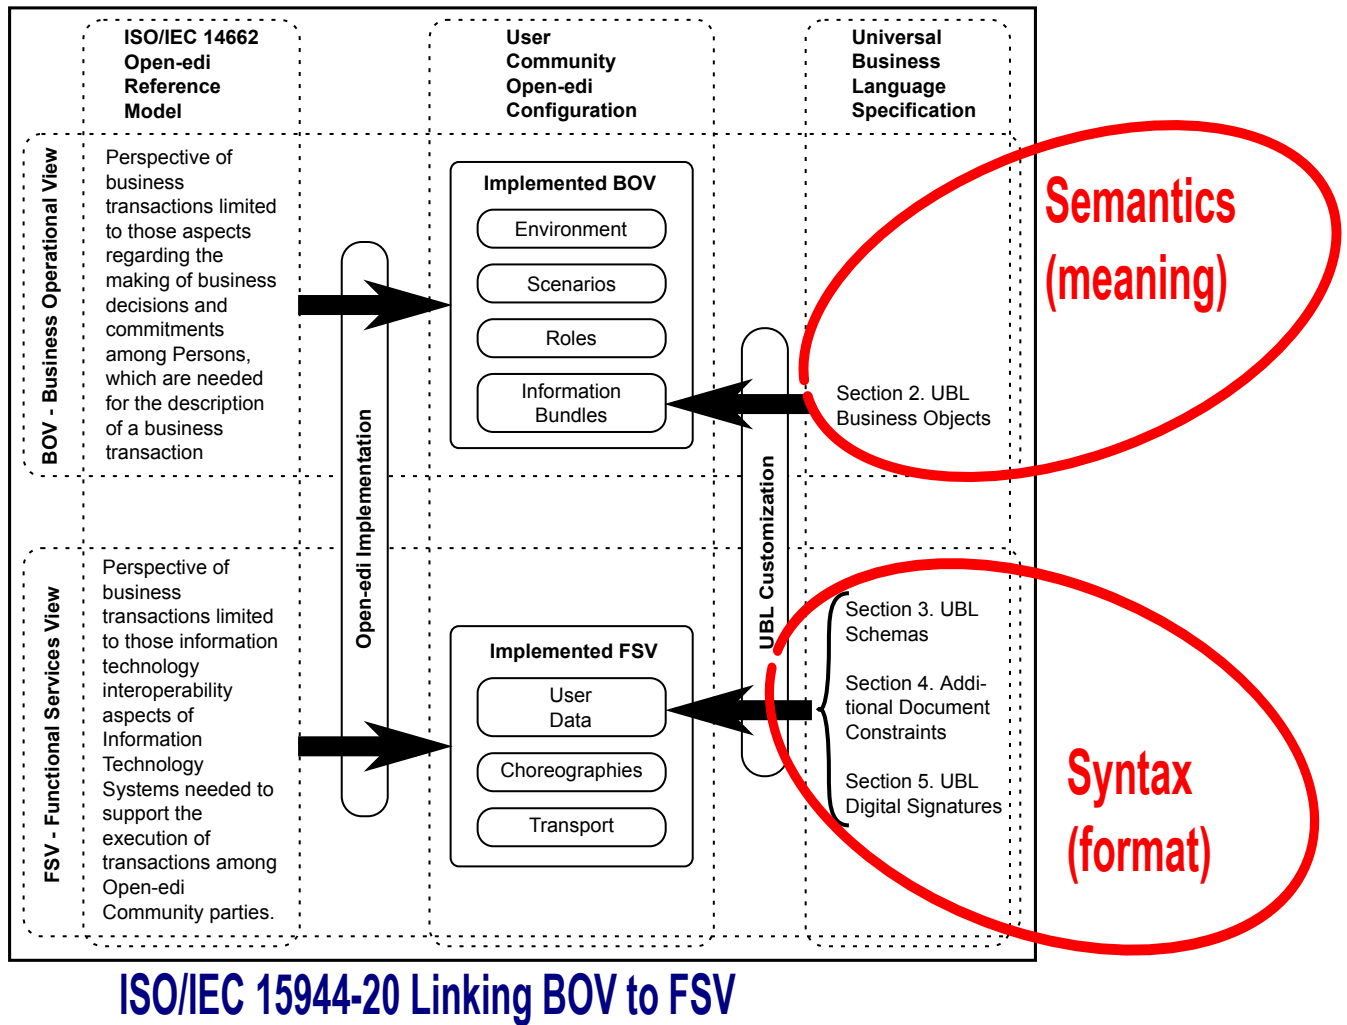 ISO/IEC 14662
Open-edi
Reference
Model
User
Community
Open-edi
Configuration
Universal
Business
Language
Specification
BOV - Business Operational View
Perspective of
business
transactions limited
to those aspects
regarding the
making of business
decisions and
commitments
among Persons,
which are needed
for the description
of a business
transaction
Open-edi Implementation
Implemented BOV
Environment
Scenarios
Roles
Information
Bundles
UBL Customization
Section 2. UBL
Business Objects
Semantics
(meaning)
FSV - Functional Services View
Perspective of
business
transactions limited
to those information
technology
interoperability
aspects of
Information
Technology
Systems needed to
support the
execution of
transactions among
Open-edi
Community parties.
Implemented FSV
User
Data
Choreographies
Transport
Section 3. UBL
Schemas
Section 4. Addi-
tional Document
Constraints
Section 5. UBL
Digital Signatures
Syntax
(format)
ISO/IEC 15944-20 Linking BOV to FSV